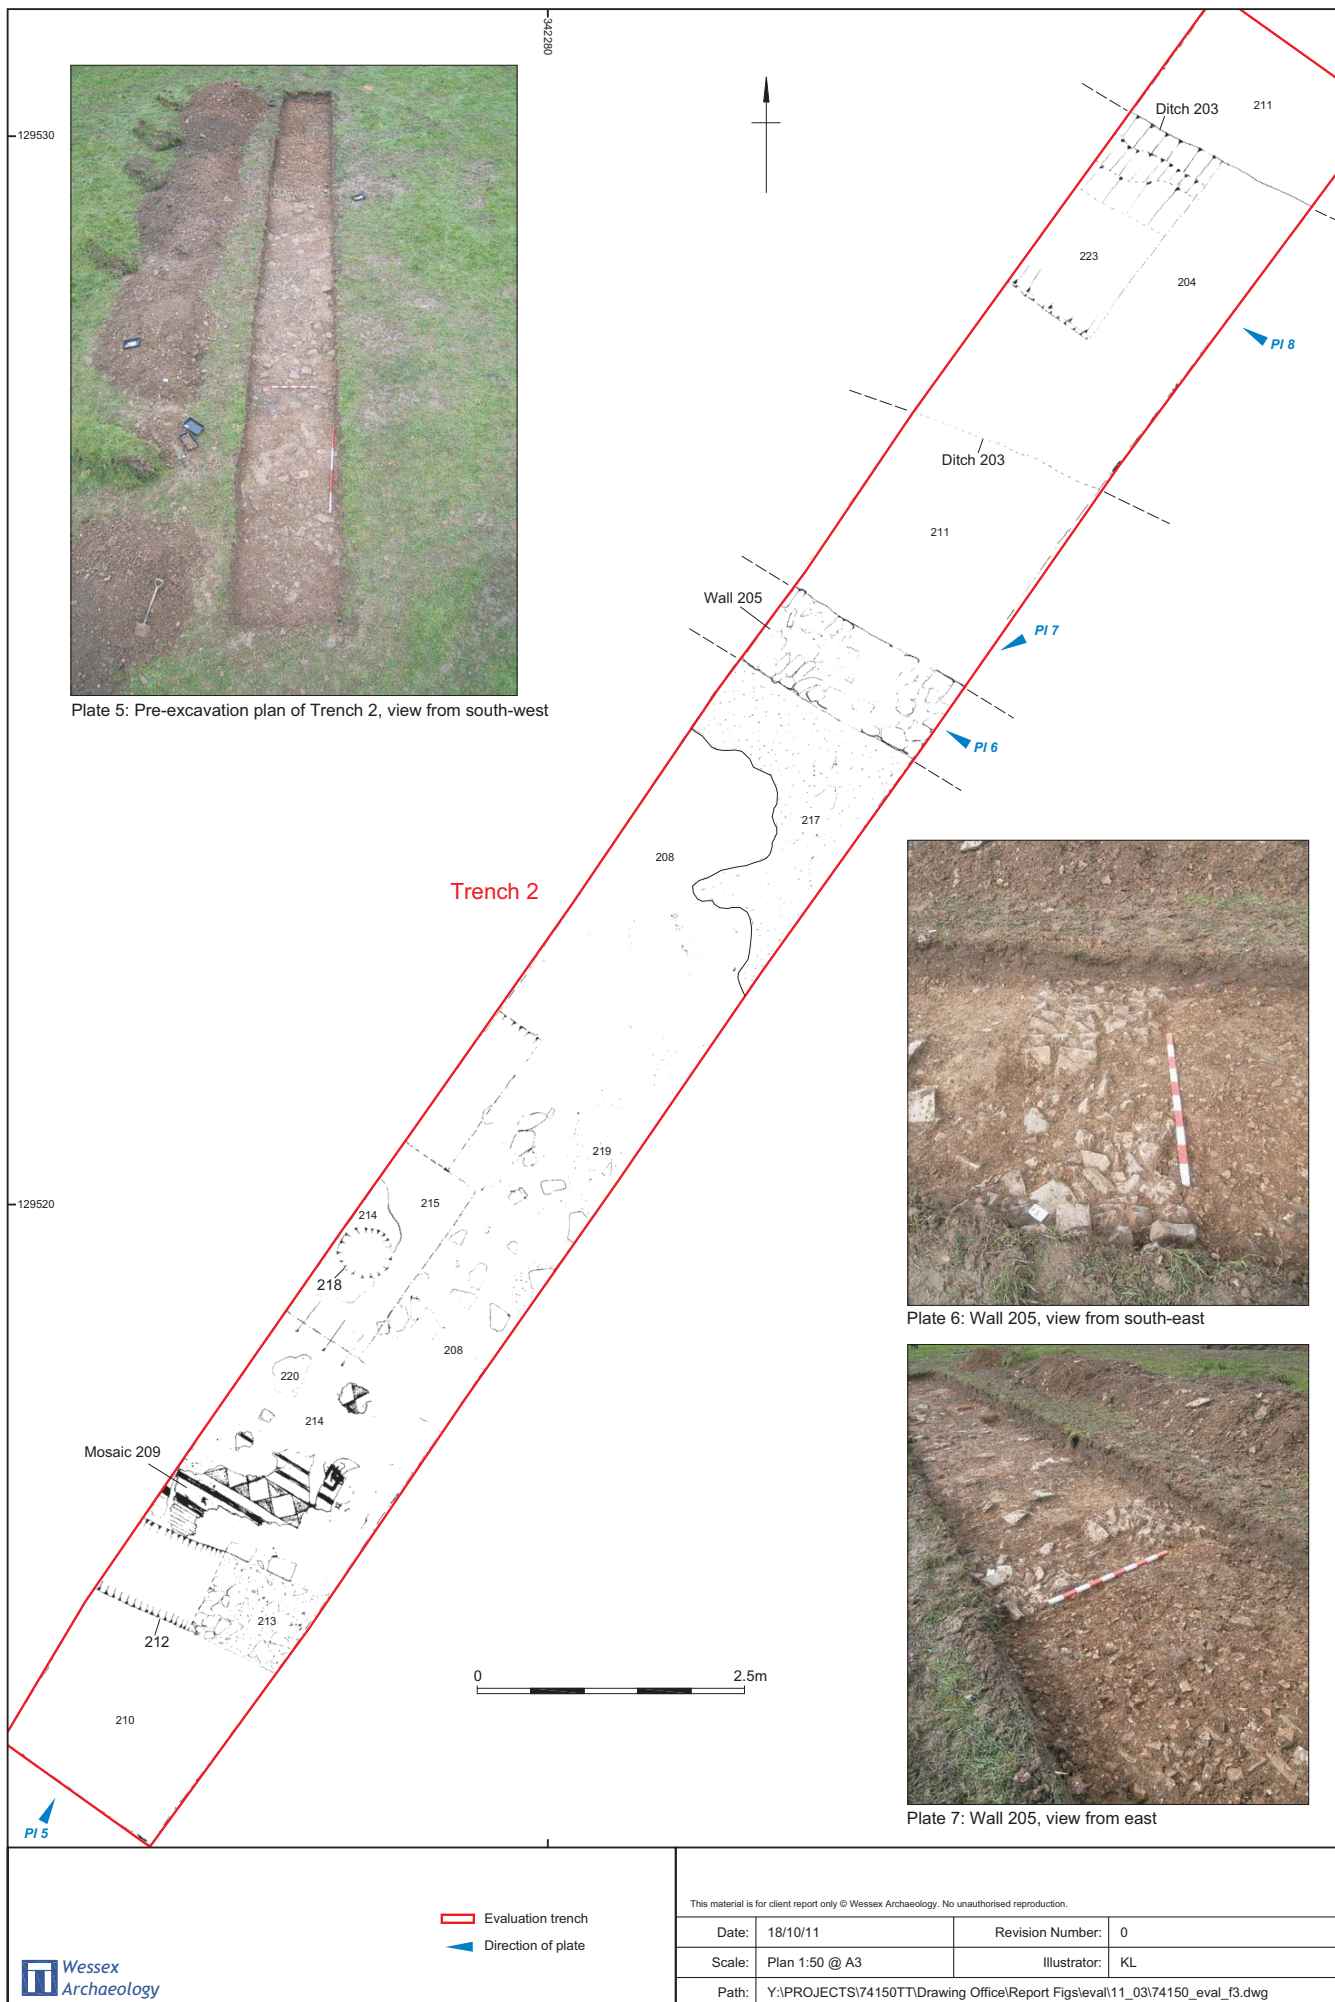 342280
129530
Ditch 203
211
223
204
Pl 8
Ditch 203
211
Wall 205
Pl 7
Pl 6
Plate 5: Pre-excavation plan of Trench 2, view from south-west
217
208
Trench 2
219
129520
215
214
218
208
220
214
Mosaic 209
213
212
210
Pl 5
0 2.5m
Plate 6: Wall 205, view from south-east
Plate 7: Wall 205, view from east
Wessex
Archaeology
Evaluation trench
Direction of plate
This material is for client report only © Wessex Archaeology. No unauthorised reproduction.
Date: 18/10/11 Revision Number: 0
Scale: Plan 1:50 @ A3 Illustrator: KL
Path: Y:\PROJECTS\74150TT\Drawing Office\Report Figs\eval\11_03\74150_eval_f3.dwg